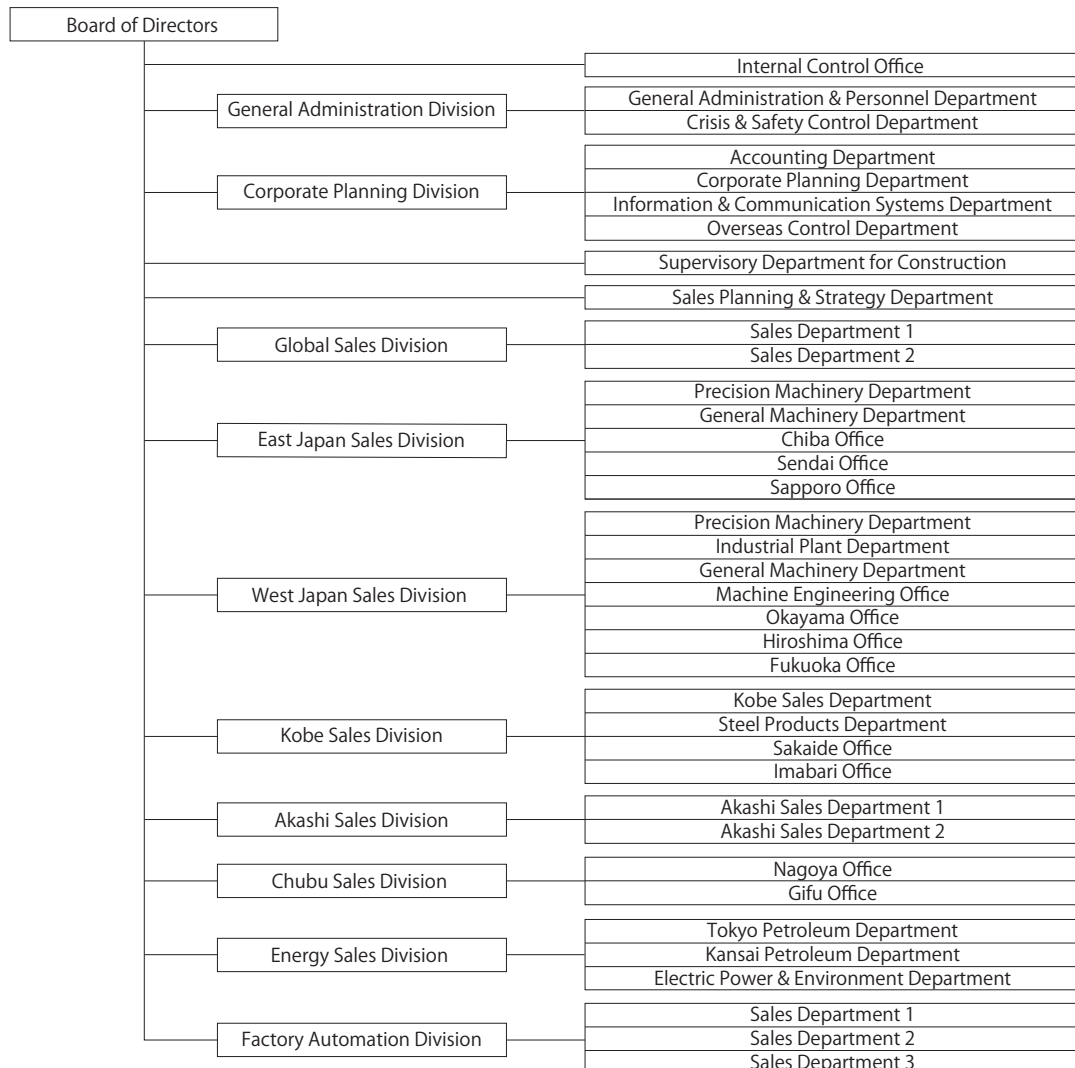 Board of Directors
Internal Control Office
General Administration Division
General Administration & Personnel Department
Crisis & Safety Control Department
Corporate Planning Division
Accounting Department
Corporate Planning Department
Information & Communication Systems Department
Overseas Control Department
Supervisory Department for Construction
Sales Planning & Strategy Department
Global Sales Division
Sales Department 1
Sales Department 2
East Japan Sales Division
Precision Machinery Department
General Machinery Department
Chiba Office
Sendai Office
Sapporo Office
West Japan Sales Division
Precision Machinery Department
Industrial Plant Department
General Machinery Department
Machine Engineering Office
Okayama Office
Hiroshima Office
Fukuoka Office
Kobe Sales Division
Kobe Sales Department
Steel Products Department
Sakaide Office
Imabari Office
Akashi Sales Division
Akashi Sales Department 1
Akashi Sales Department 2
Chubu Sales Division
Nagoya Office
Gifu Office
Energy Sales Division
Tokyo Petroleum Department
Kansai Petroleum Department
Electric Power & Environment Department
Factory Automation Division
Sales Department 1
Sales Department 2
Sales Department 3